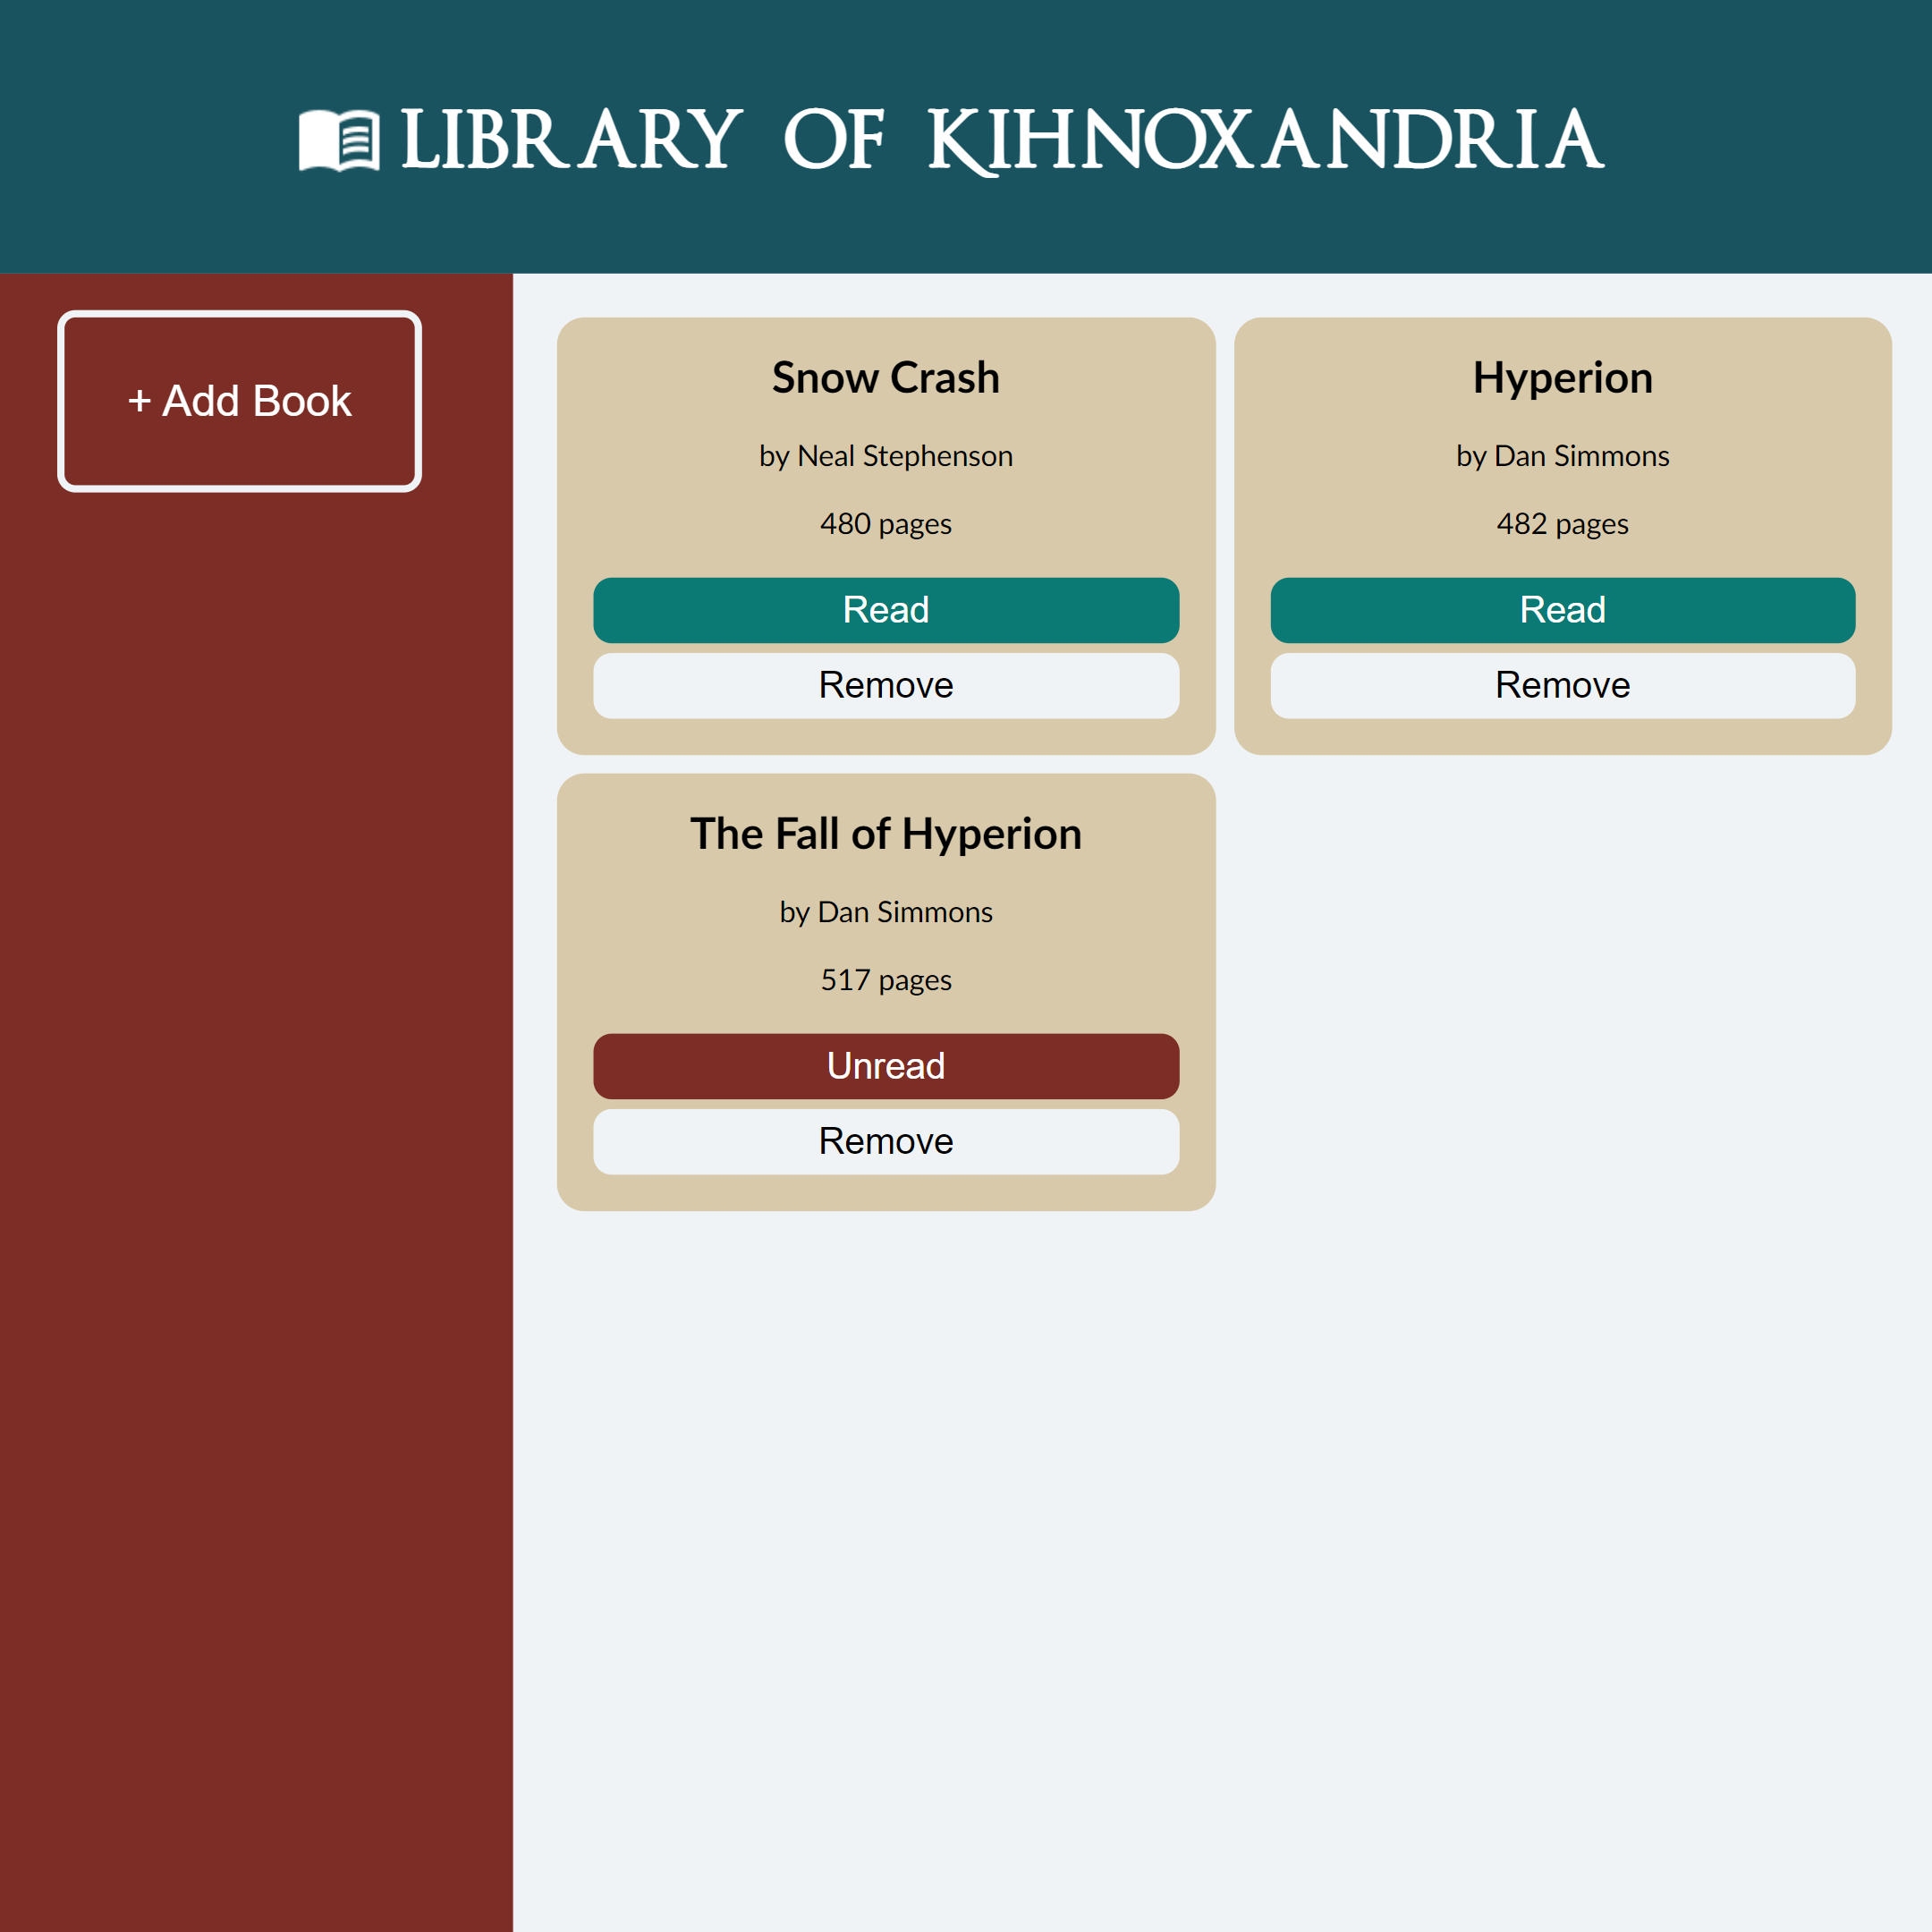 LIBRARY OF KIHNOXANDRIA
+ Add Book
Snow Crash
by Neal Stephenson
480 pages
Read
Remove
Hyperion
by Dan Simmons
482 pages
Read
Remove
The Fall of Hyperion
by Dan Simmons
517 pages
Unread
Remove